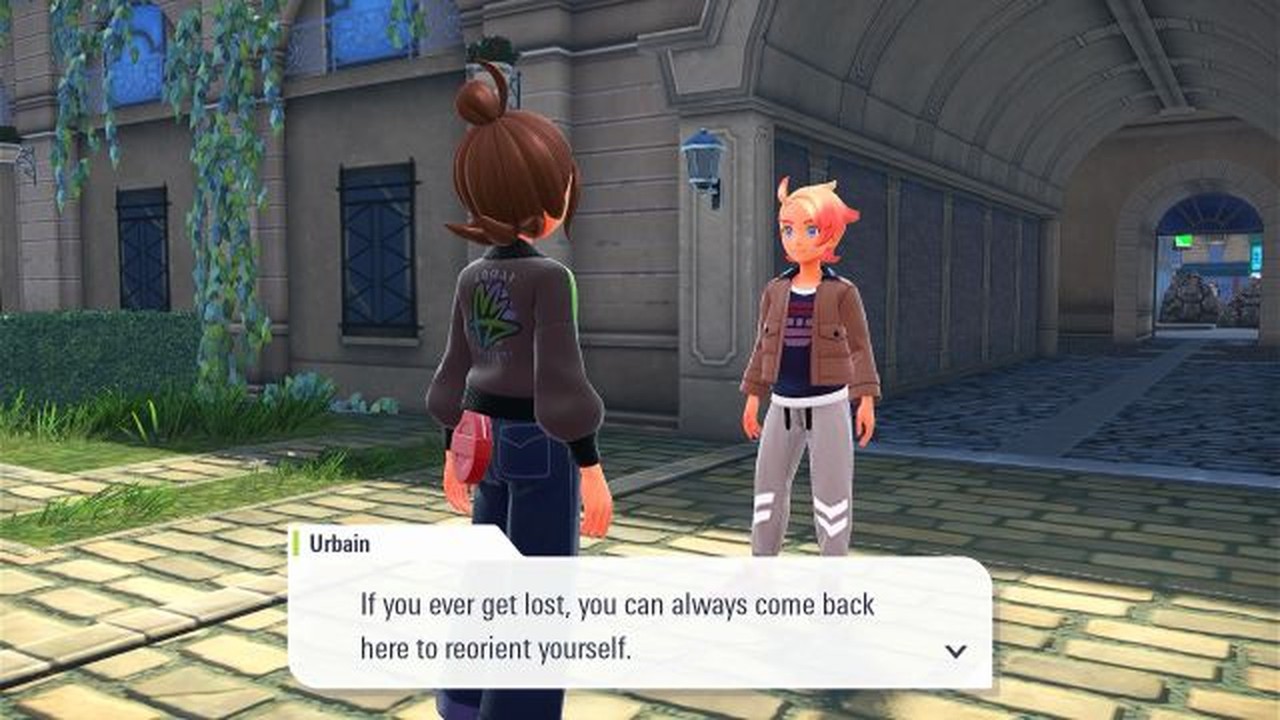 Urbain
If you ever get lost, you can always come back
here to reorient yourself.